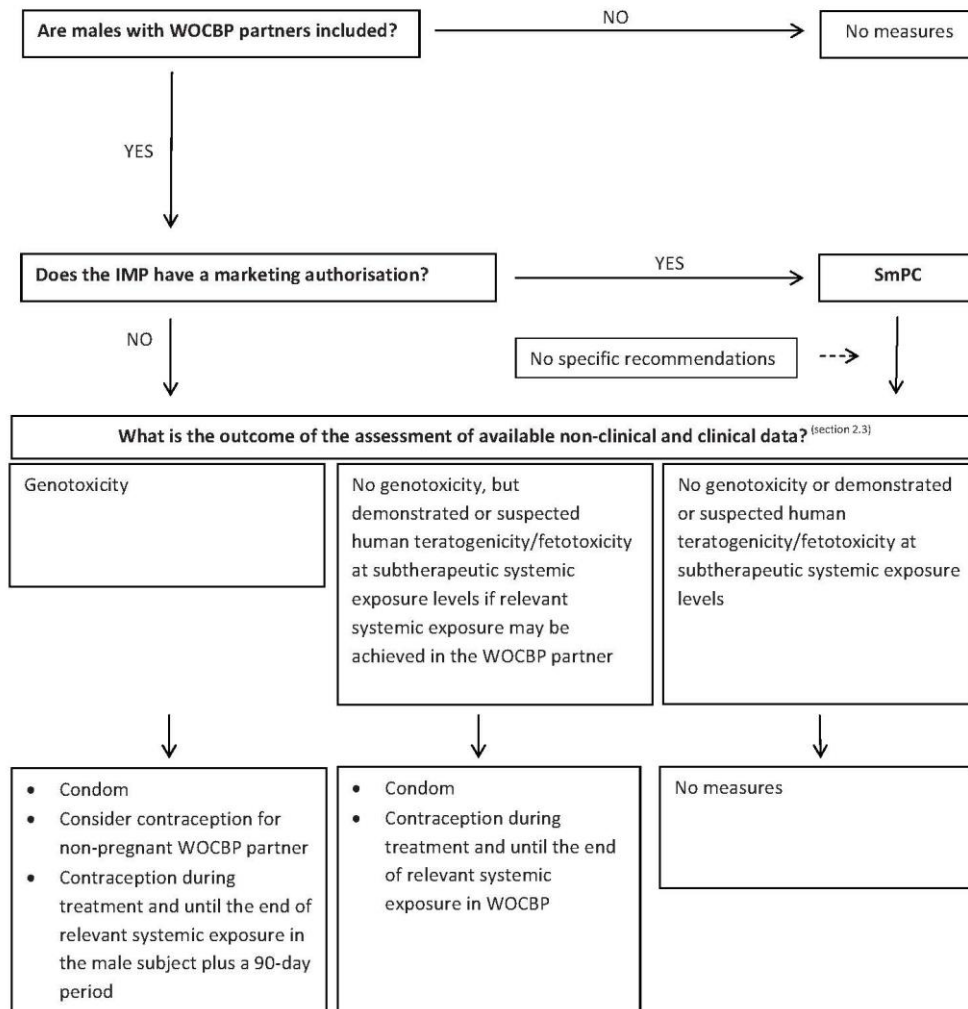 Are males with WOCBP partners included?
NO
No measures
YES
Does the IMP have a marketing authorisation?
YES
SmPC
NO
No specific recommendations
What is the outcome of the assessment of available non-clinical and clinical data? (section 2.3)
Genotoxicity
No genotoxicity, but
demonstrated or suspected
human teratogenicity/fetotoxicity
at subtherapeutic systemic
exposure levels if relevant
systemic exposure may be
achieved in the WOCBP partner
No genotoxicity or demonstrated
or suspected human
teratogenicity/fetotoxicity at
subtherapeutic systemic exposure
levels
• Condom
• Consider contraception for
non-pregnant WOCBP partner
• Contraception during
treatment and until the end of
relevant systemic exposure in
the male subject plus a 90-day
period
• Condom
• Contraception during
treatment and until the end
of relevant systemic
exposure in WOCBP
No measures